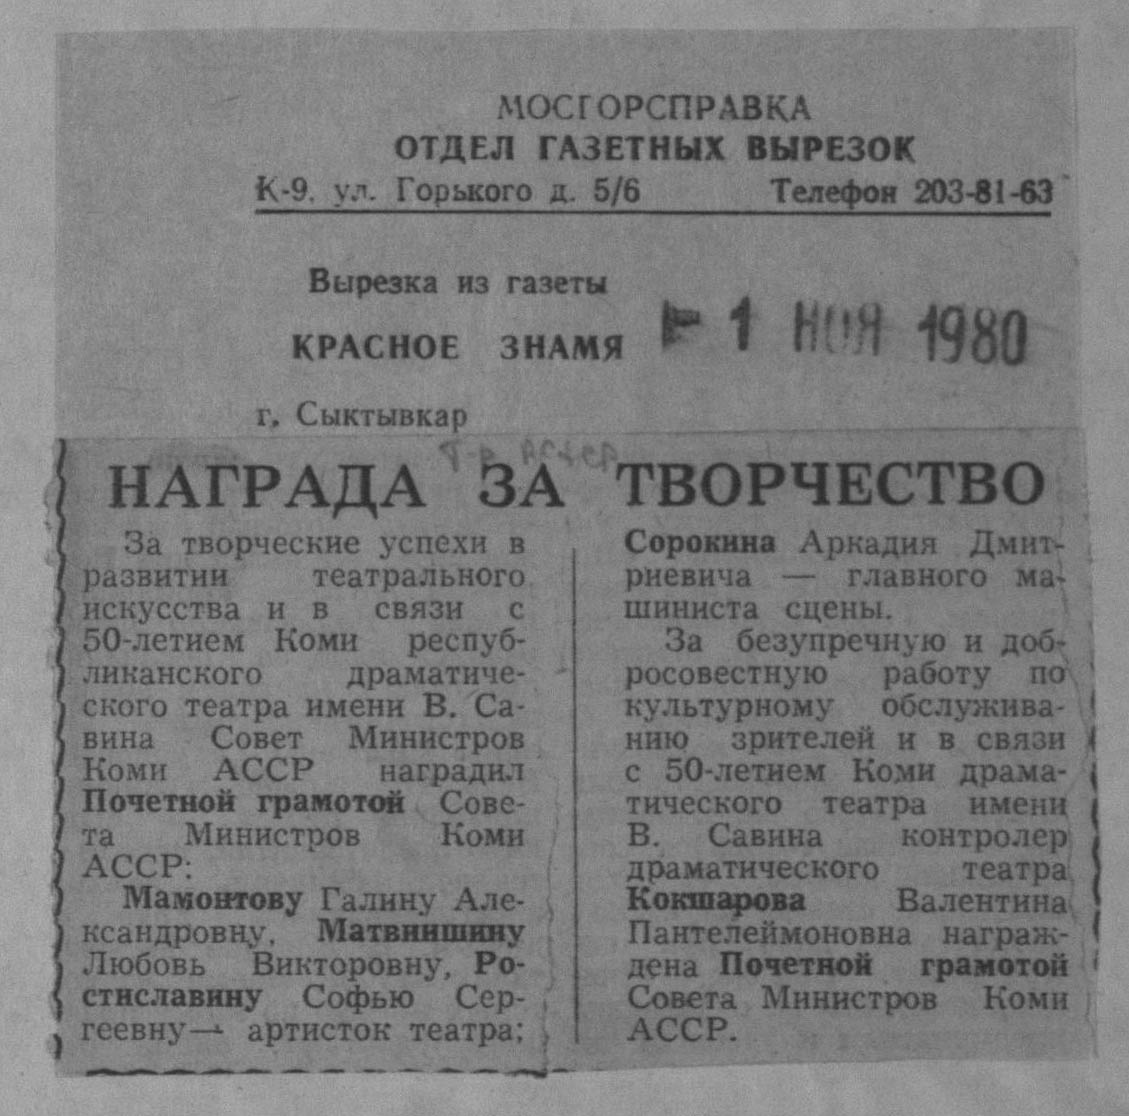 МОСГОРСПРАВКА
ОТДЕЛ ГАЗЕТНЫХ ВЫРЕЗОК
К-9, ул. Горького д. 5/6 Телефон 203-81-63
Вырезка из газеты
КРАСНОЕ ЗНАМЯ
1 НОЯ 1980
г. Сыктывкар
НАГРАДА ЗА ТВОРЧЕСТВО
За творческие успехи в
развитии театрального
искусства и в связи с
50-летием Коми респуб-
ликанского драматиче-
ского театра имени В. Са-
вина Совет Министров
Коми АССР наградил
Почетной грамотой Сове-
та Министров Коми
АССР:
Мамонтову Галину Але-
ксандровну, Матвиишину
Любовь Викторовну, Ро-
стиславину Софью Сер-
геевну — артисток театра;
Сорокина Аркадия Дмит-
риевича — главного ма-
шиниста сцены.
За безупречную и доб-
росовестную работу по
культурному обслужива-
нию зрителей и в связи
с 50-летием Коми драма-
тического театра имени
В. Савина контролер
драматического театра
Кокшарова Валентина
Пантелеймоновна награж-
дена Почетной грамотой
Совета Министров Коми
АССР.